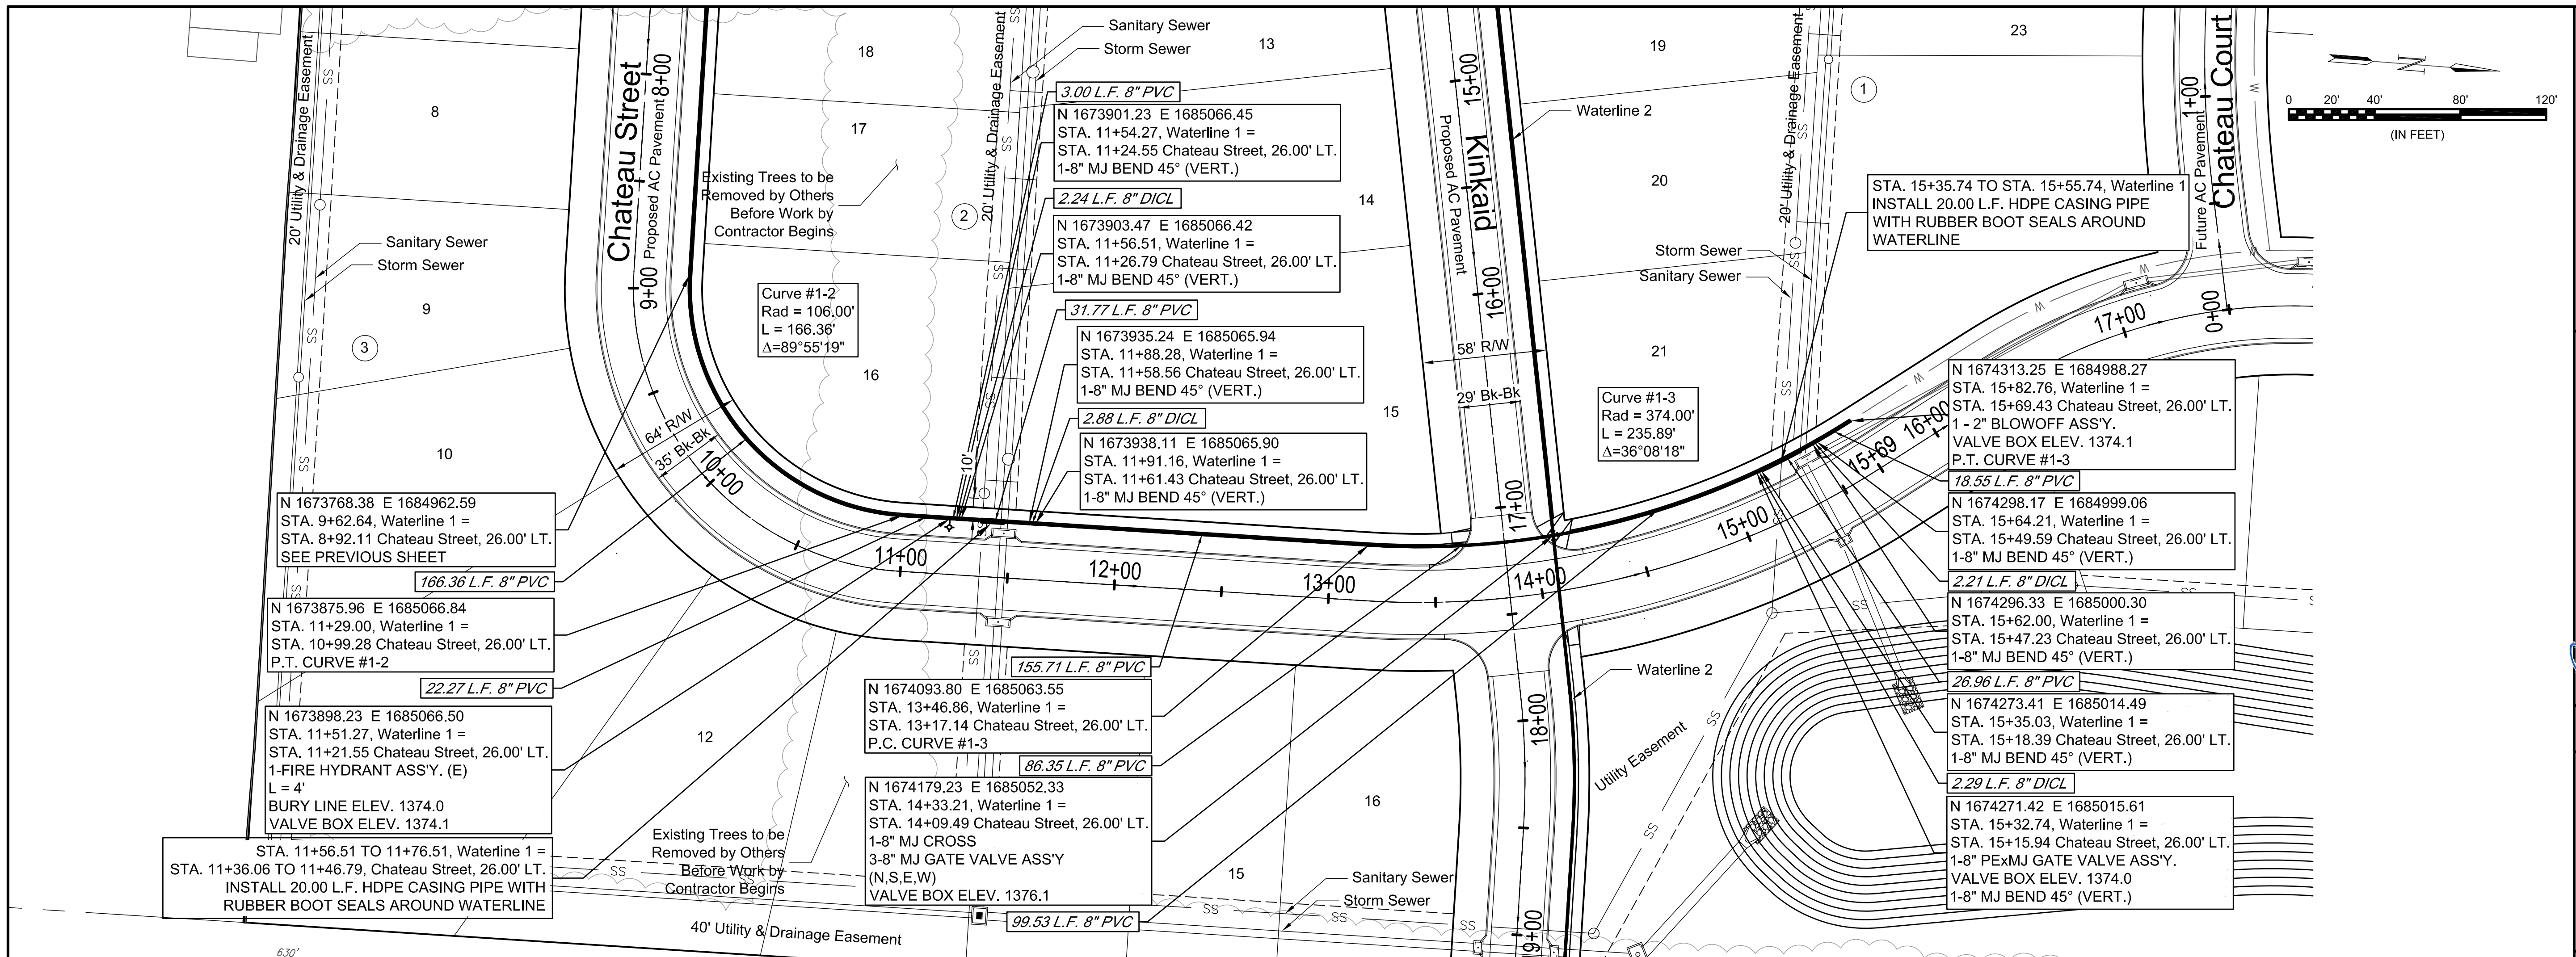 20' Utility & Drainage Easement
SS
8
Sanitary Sewer
Storm Sewer
9
3
10
Chateau Street
8+00
Proposed AC Pavement
9+00
18
17
Existing Trees to be
Removed by Others
Before Work by
Contractor Begins
2
20' Utility & Drainage Easement
SS
Sanitary Sewer
Storm Sewer
13
3.00 L.F. 8" PVC
N 1673901.23 E 1685066.45
STA. 11+54.27, Waterline 1 =
STA. 11+24.55 Chateau Street, 26.00' LT.
1-8" MJ BEND 45° (VERT.)
2.24 L.F. 8" DICL
14
N 1673903.47 E 1685066.42
STA. 11+56.51, Waterline 1 =
STA. 11+26.79 Chateau Street, 26.00' LT.
1-8" MJ BEND 45° (VERT.)
31.77 L.F. 8" PVC
N 1673935.24 E 1685065.94
STA. 11+88.28, Waterline 1 =
STA. 11+58.56 Chateau Street, 26.00' LT.
1-8" MJ BEND 45° (VERT.)
2.88 L.F. 8" DICL
15
N 1673938.11 E 1685065.90
STA. 11+91.16, Waterline 1 =
STA. 11+61.43 Chateau Street, 26.00' LT.
1-8" MJ BEND 45° (VERT.)
Curve #1-2
Rad = 106.00'
L = 166.36'
Δ=89°55'19"
16
10'
64' R/W
35' Bk-Bk
10+00
11+00
12+00
13+00
14+00
15+00
15+69
16+00
17+00
0+00
15+00
Kinkaid
Proposed AC Pavement
16+00
58' R/W
29' Bk-Bk
17+00
18+00
19+00
19
Waterline 2
20
21
20' Utility & Drainage Easement
SS
1
Storm Sewer
Sanitary Sewer
23
Curve #1-3
Rad = 374.00'
L = 235.89'
Δ=36°08'18"
STA. 15+35.74 TO STA. 15+55.74, Waterline 1
INSTALL 20.00 L.F. HDPE CASING PIPE
WITH RUBBER BOOT SEALS AROUND
WATERLINE
1+00
Future AC Pavement
Chateau Court
W
N
0 20' 40' 80' 120'
(IN FEET)
N 1673768.38 E 1684962.59
STA. 9+62.64, Waterline 1 =
STA. 8+92.11 Chateau Street, 26.00' LT.
SEE PREVIOUS SHEET
166.36 L.F. 8" PVC
N 1673875.96 E 1685066.84
STA. 11+29.00, Waterline 1 =
STA. 10+99.28 Chateau Street, 26.00' LT.
P.T. CURVE #1-2
22.27 L.F. 8" PVC
N 1673898.23 E 1685066.50
STA. 11+51.27, Waterline 1 =
STA. 11+21.55 Chateau Street, 26.00' LT.
1-FIRE HYDRANT ASS'Y. (E)
L = 4'
BURY LINE ELEV. 1374.0
VALVE BOX ELEV. 1374.1
STA. 11+56.51 TO 11+76.51, Waterline 1 =
STA. 11+36.06 TO 11+46.79, Chateau Street, 26.00' LT.
INSTALL 20.00 L.F. HDPE CASING PIPE WITH
RUBBER BOOT SEALS AROUND WATERLINE
12
Existing Trees to be
Removed by Others
Before Work by
Contractor Begins
155.71 L.F. 8" PVC
N 1674093.80 E 1685063.55
STA. 13+46.86, Waterline 1 =
STA. 13+17.14 Chateau Street, 26.00' LT.
P.C. CURVE #1-3
86.35 L.F. 8" PVC
N 1674179.23 E 1685052.33
STA. 14+33.21, Waterline 1 =
STA. 14+09.49 Chateau Street, 26.00' LT.
1-8" MJ CROSS
3-8" MJ GATE VALVE ASS'Y
(N,S,E,W)
VALVE BOX ELEV. 1376.1
99.53 L.F. 8" PVC
16
15
Sanitary Sewer
Storm Sewer
SS
40' Utility & Drainage Easement
630'
Waterline 2
Utility Easement
SS
N 1674313.25 E 1684988.27
STA. 15+82.76, Waterline 1 =
STA. 15+69.43 Chateau Street, 26.00' LT.
1 - 2" BLOWOFF ASS'Y.
VALVE BOX ELEV. 1374.1
P.T. CURVE #1-3
18.55 L.F. 8" PVC
N 1674298.17 E 1684999.06
STA. 15+64.21, Waterline 1 =
STA. 15+49.59 Chateau Street, 26.00' LT.
1-8" MJ BEND 45° (VERT.)
2.21 L.F. 8" DICL
N 1674296.33 E 1685000.30
STA. 15+62.00, Waterline 1 =
STA. 15+47.23 Chateau Street, 26.00' LT.
1-8" MJ BEND 45° (VERT.)
26.96 L.F. 8" PVC
N 1674273.41 E 1685014.49
STA. 15+35.03, Waterline 1 =
STA. 15+18.39 Chateau Street, 26.00' LT.
1-8" MJ BEND 45° (VERT.)
2.29 L.F. 8" DICL
N 1674271.42 E 1685015.61
STA. 15+32.74, Waterline 1 =
STA. 15+15.94 Chateau Street, 26.00' LT.
1-8" PExMJ GATE VALVE ASS'Y.
VALVE BOX ELEV. 1374.0
1-8" MJ BEND 45° (VERT.)